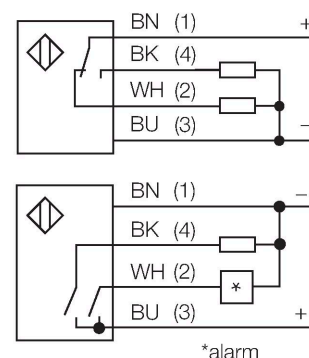 BN (1) +
BK (4)
WH (2)
BU (3) –
BN (1) –
BK (4)
WH (2)
*
BU (3) +
*alarm